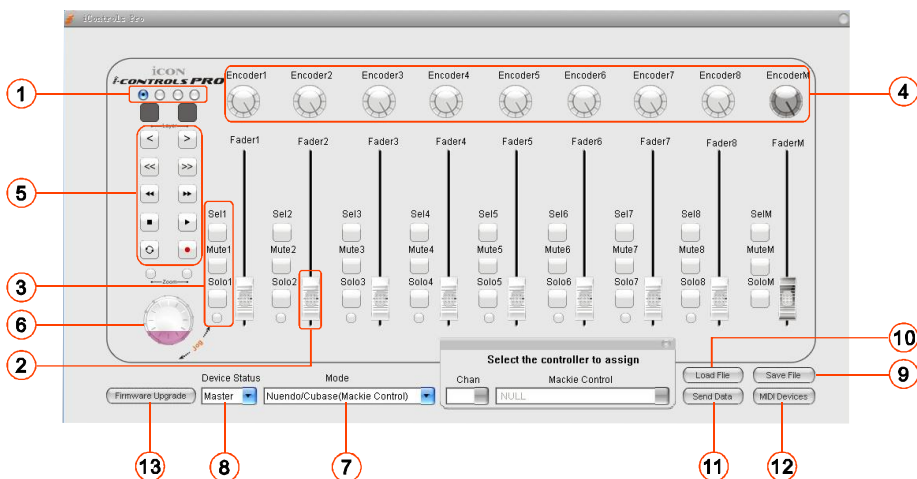 iControls Pro
iCON
i-CONTROLS PRO
Encoder1 Encoder2 Encoder3 Encoder4 Encoder5 Encoder6 Encoder7 Encoder8 EncoderM
1
4
Layer
Fader1 Fader2 Fader3 Fader4 Fader5 Fader6 Fader7 Fader8 FaderM
< >
<< >>
5
Sel1 Sel2 Sel3 Sel4 Sel5 Sel6 Sel7 Sel8 SelM
Mute1 Mute2 Mute3 Mute4 Mute5 Mute6 Mute7 Mute8 MuteM
3
Zoom
Solo1 Solo2 Solo3 Solo4 Solo5 Solo6 Solo7 Solo8 SoloM
6
Jog
10
2
Select the controller to assign
9
Device Status Mode Chan Mackie Control
Load File Save File
Firmware Upgrade Master Nuendo/Cubase(Mackie Control) NULL Send Data MIDI Devices
13 8 7 11 12